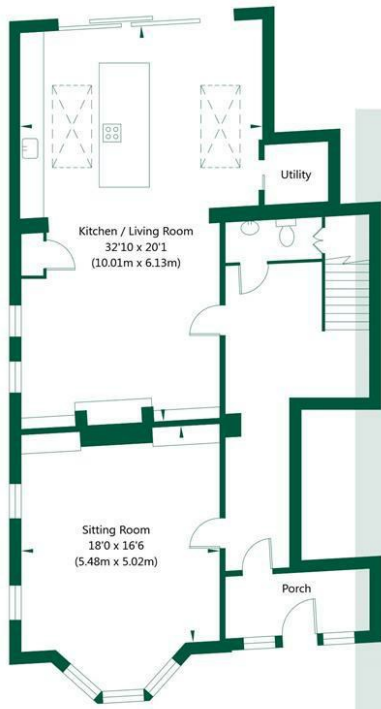 Utility
Kitchen / Living Room
32'10 x 20'1
(10.01m x 6.13m)
Sitting Room
18'0 x 16'6
(5.48m x 5.02m)
Porch